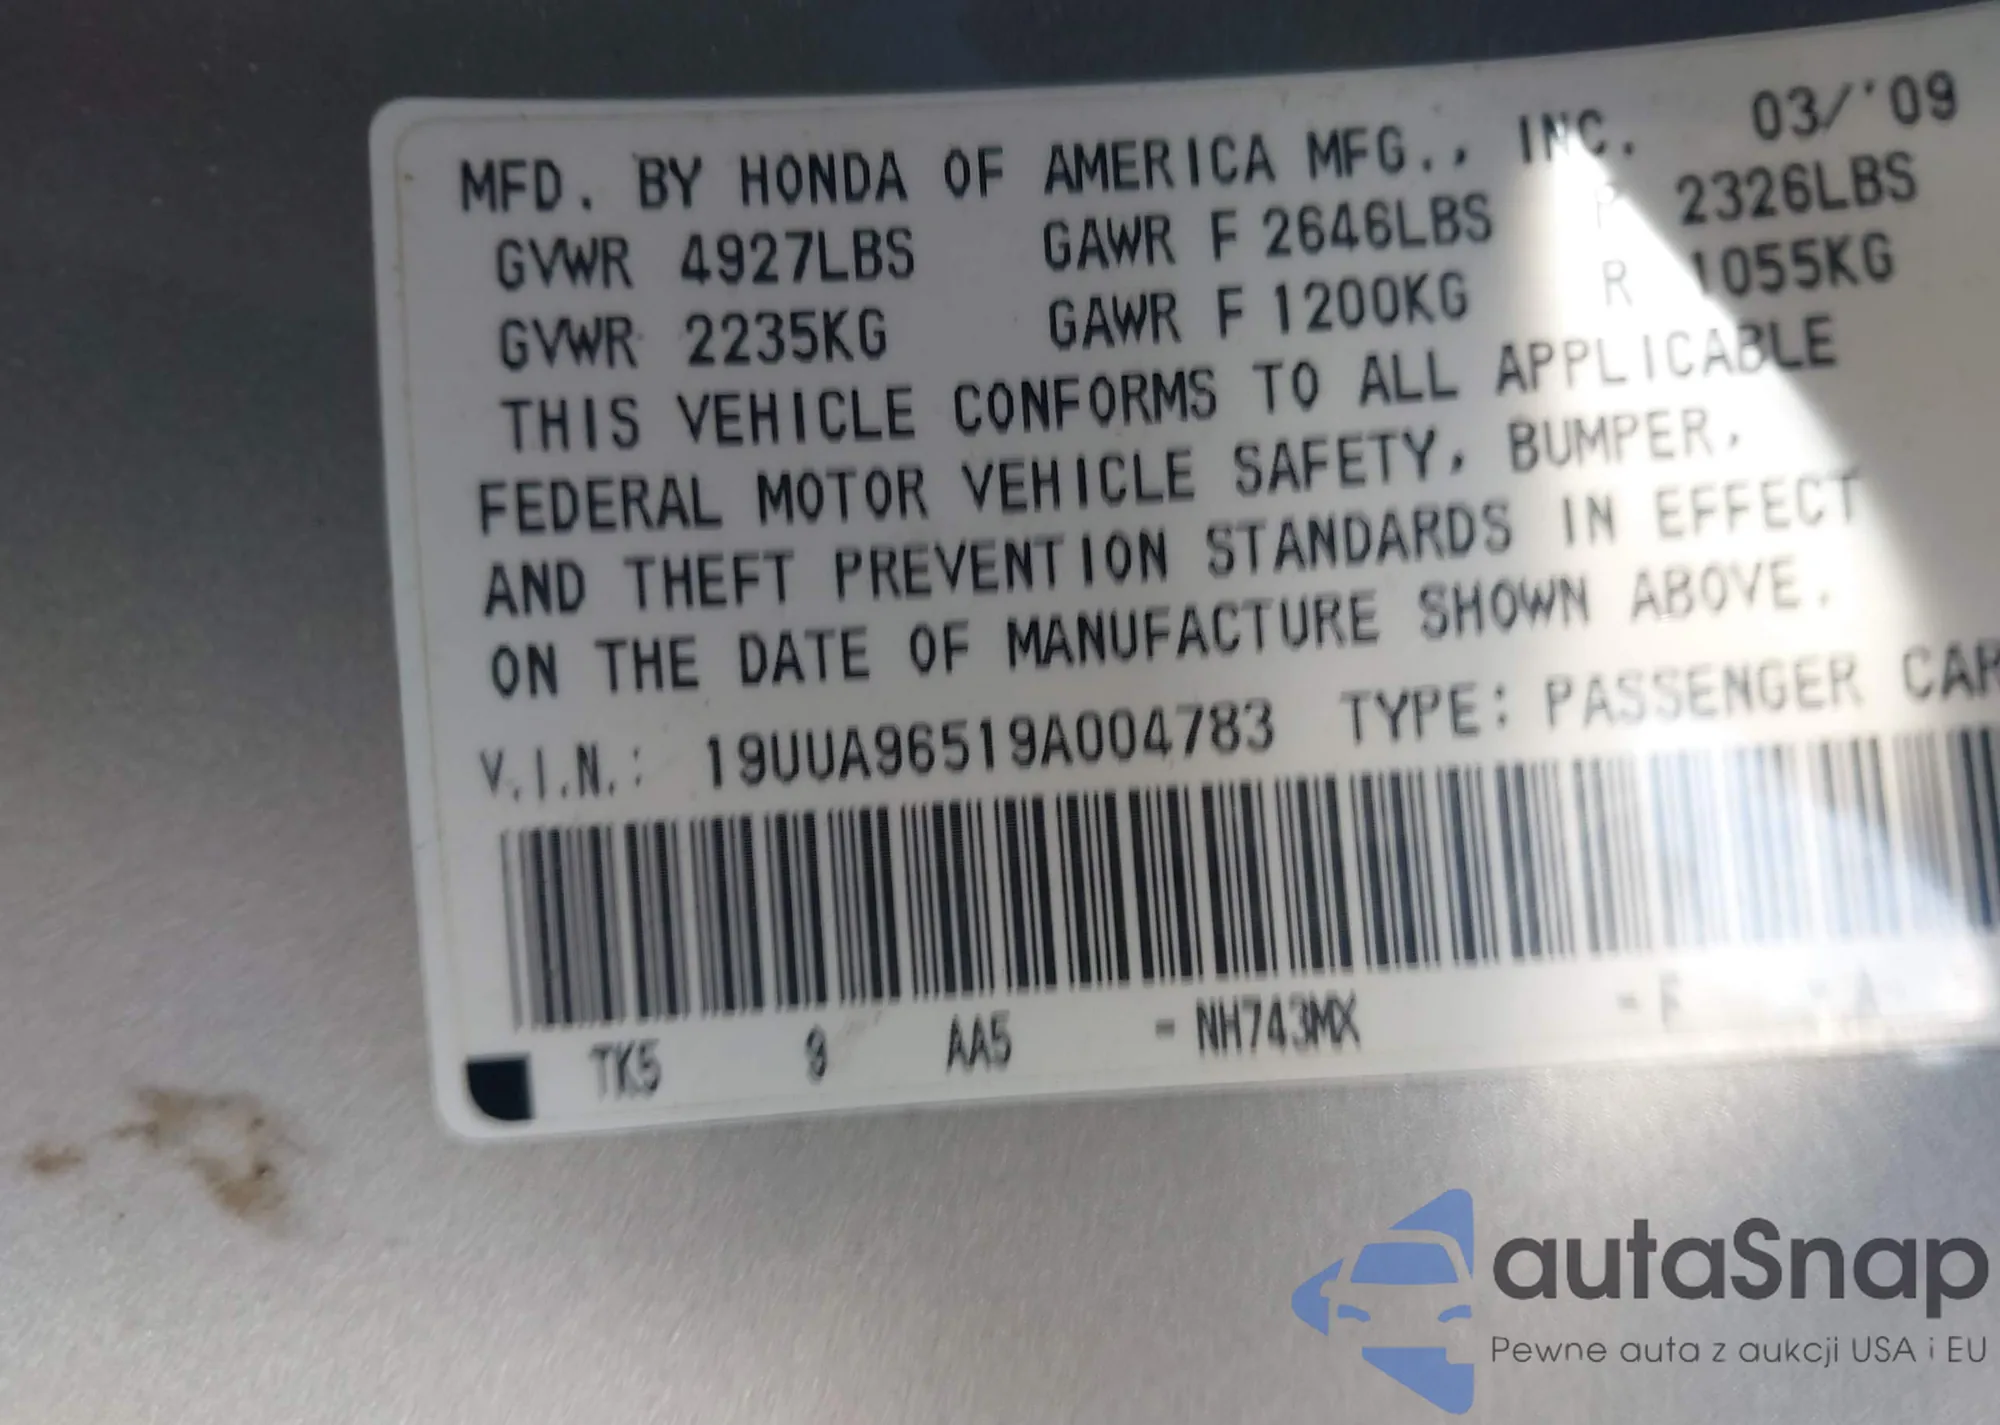 MFD. BY HONDA OF AMERICA MFG., INC. 03/'09
GVWR 4927LBS GAWR F 2646LBS R 2326LBS
GVWR 2235KG GAWR F 1200KG R 1055KG
THIS VEHICLE CONFORMS TO ALL APPLICABLE
FEDERAL MOTOR VEHICLE SAFETY, BUMPER,
AND THEFT PREVENTION STANDARDS IN EFFECT
ON THE DATE OF MANUFACTURE SHOWN ABOVE.
V.I.N.: 19UUA96519A004783 TYPE: PASSENGER CAR
TK5 9 AA5 - NH743MX - F - A
autaSnap
Pewne auta z aukcji USA i EU